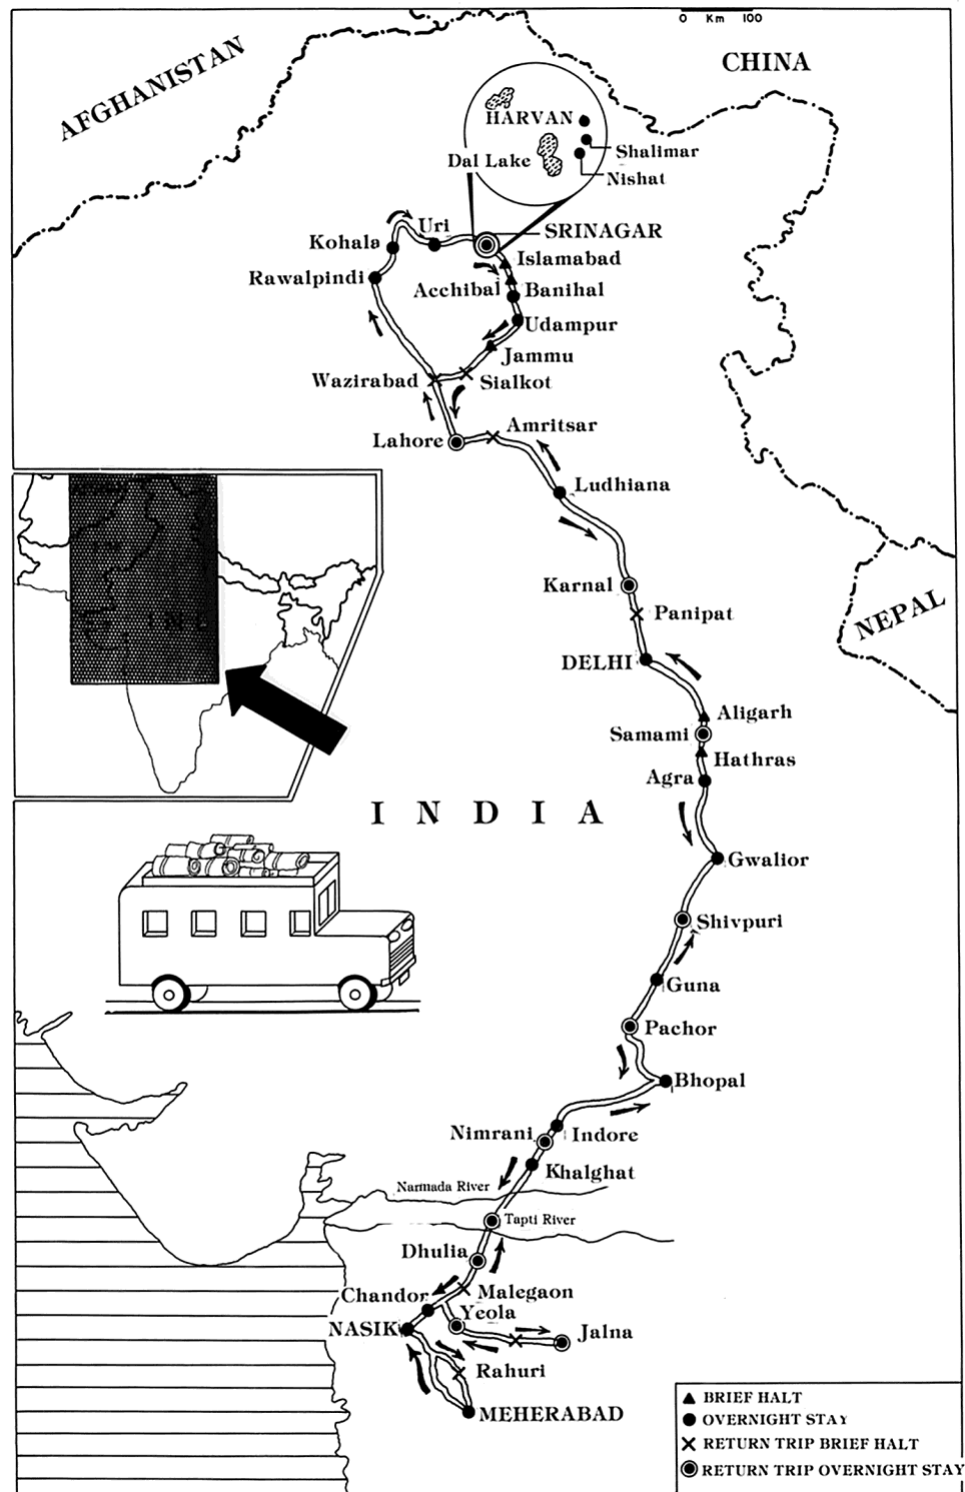 0 Km 100
CHINA
AFGHANISTAN
HARVAN
Shalimar
Dal Lake
Nishat
Uri
SRINAGAR
Kohala
Islamabad
Rawalpindi
Acchibal
Banihal
Udampur
Jammu
Wazirabad
Sialkot
Amritsar
Lahore
Ludhiana
Karnal
Panipat
NEPAL
DELHI
Aligarh
Samami
Hathras
Agra
INDIA
Gwalior
Shivpuri
Guna
Pachor
Bhopal
Nimrani
Indore
Khalghat
Narmada River
Tapti River
Dhulia
Malegaon
Chandor
Yeola
NASIK
Jalna
Rahuri
MEHERABAD
BRIEF HALT
OVERNIGHT STAY
RETURN TRIP BRIEF HALT
RETURN TRIP OVERNIGHT STAY